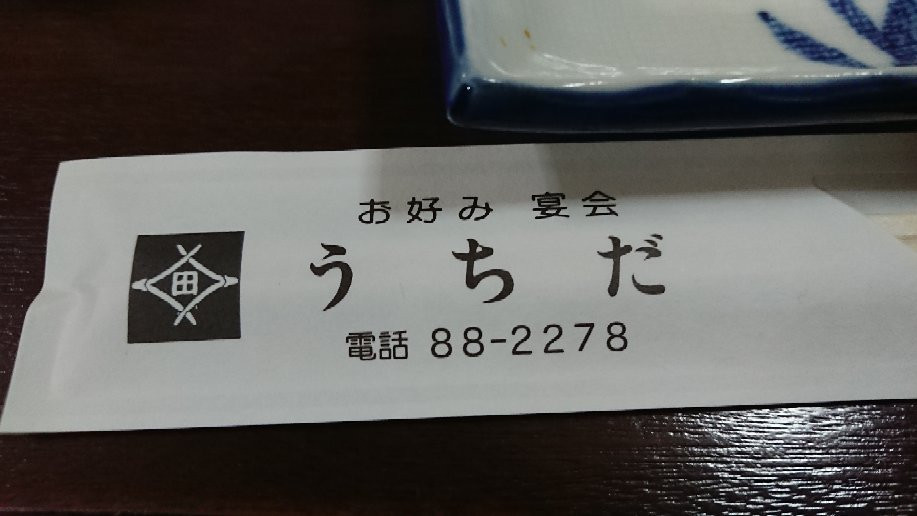 お好み 宴会
田
うちだ
電話 88-2278